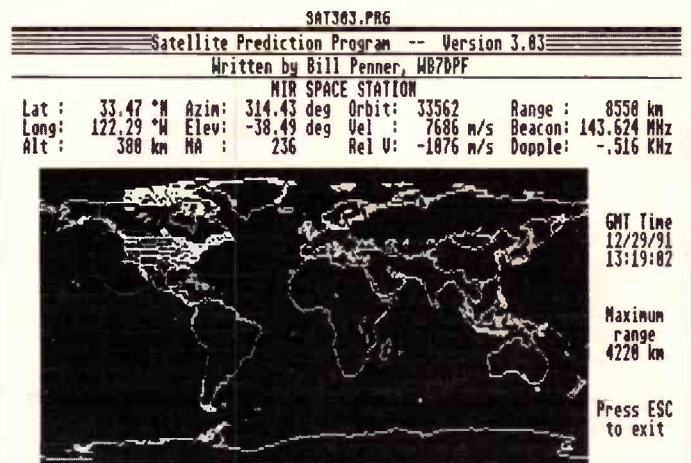 SAT303.PRG
Satellite Prediction Program -- Version 3.03
Written by Bill Penner, WB7DPF
MIR SPACE STATION
Lat : 33.47 °N Azim: 314.43 deg Orbit: 33562 Range : 8550 km
Long: 122.29 °W Elev: -38.49 deg Vel : 7686 m/s Beacon: 143.624 MHz
Alt : 380 km MA : 236 Rel V: -1076 m/s Dopple: -.516 KHz
GMT Time
12/29/91
13:19:02
Maximum
range
4220 km
Press ESC
to exit